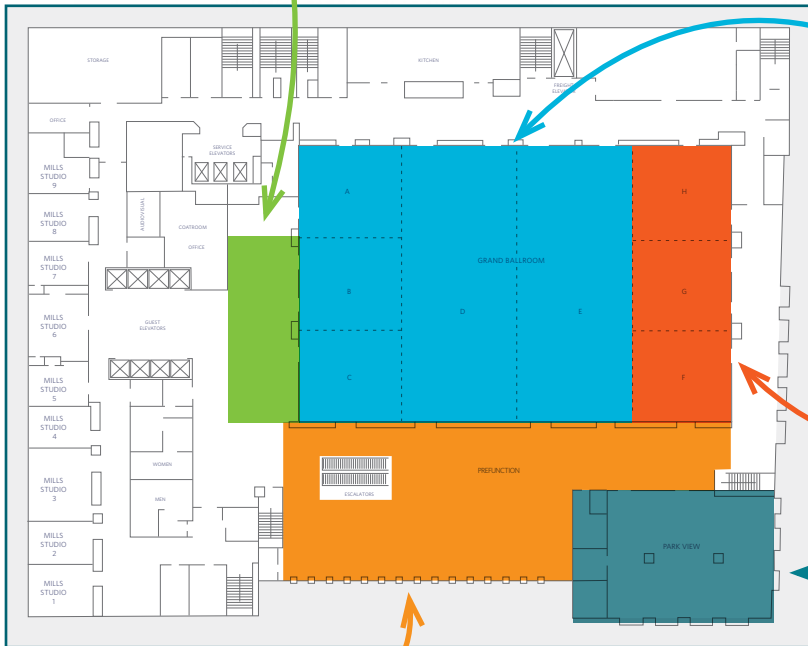 STORAGE
KITCHEN
FREIGHT
ELEVATOR
OFFICE
SERVICE
ELEVATORS
MILLS
STUDIO
9
AUDIOVISUAL
COATROOM
OFFICE
MILLS
STUDIO
8
MILLS
STUDIO
7
MILLS
STUDIO
6
GUEST
ELEVATORS
MILLS
STUDIO
5
MILLS
STUDIO
4
WOMEN
MILLS
STUDIO
3
MEN
MILLS
STUDIO
2
MILLS
STUDIO
1
A
B
C
GRAND BALLROOM
D
E
H
G
F
PREFUNCTION
ESCALATORS
PARK VIEW